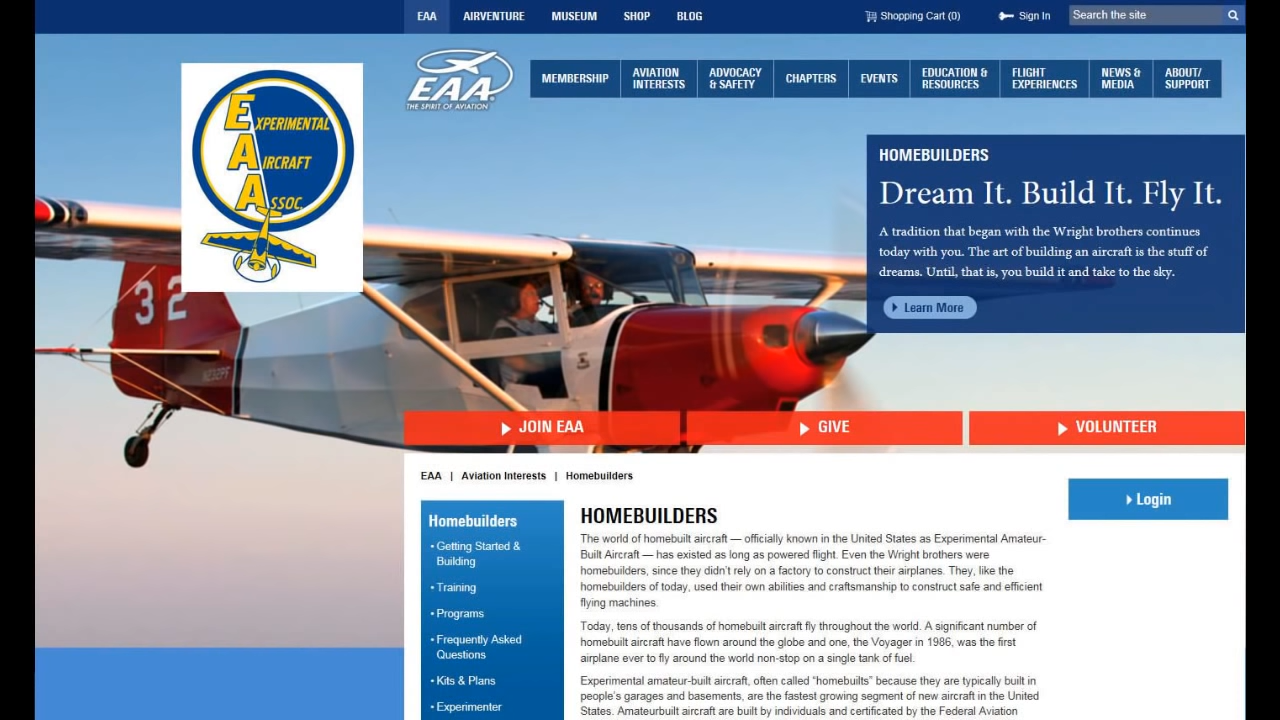 EAA AIRVENTURE MUSEUM SHOP BLOG Shopping Cart (0) Sign In Search the site
EXPERIMENTAL
AIRCRAFT
ASSOC.
EAA
THE SPIRIT OF AVIATION
MEMBERSHIP
AVIATION
INTERESTS
ADVOCACY
& SAFETY
CHAPTERS
EVENTS
EDUCATION &
RESOURCES
FLIGHT
EXPERIENCES
NEWS &
MEDIA
ABOUT/
SUPPORT
HOMEBUILDERS
Dream It. Build It. Fly It.
A tradition that began with the Wright brothers continues
today with you. The art of building an aircraft is the stuff of
dreams. Until, that is, you build it and take to the sky.
Learn More
32
JOIN EAA
GIVE
VOLUNTEER
EAA | Aviation Interests | Homebuilders
Login
Homebuilders
• Getting Started &
Building
• Training
• Programs
• Frequently Asked
Questions
• Kits & Plans
• Experimenter
HOMEBUILDERS
The world of homebuilt aircraft — officially known in the United States as Experimental Amateur-
Built Aircraft — has existed as long as powered flight. Even the Wright brothers were
homebuilders, since they didn't rely on a factory to construct their airplanes. They, like the
homebuilders of today, used their own abilities and craftsmanship to construct safe and efficient
flying machines.
Today, tens of thousands of homebuilt aircraft fly throughout the world. A significant number of
homebuilt aircraft have flown around the globe and one, the Voyager in 1986, was the first
airplane ever to fly around the world non-stop on a single tank of fuel.
Experimental amateur-built aircraft, often called “homebuilts” because they are typically built in
people's garages and basements, are the fastest growing segment of new aircraft in the United
States. Amateurbuilt aircraft are built by individuals and certificated by the Federal Aviation